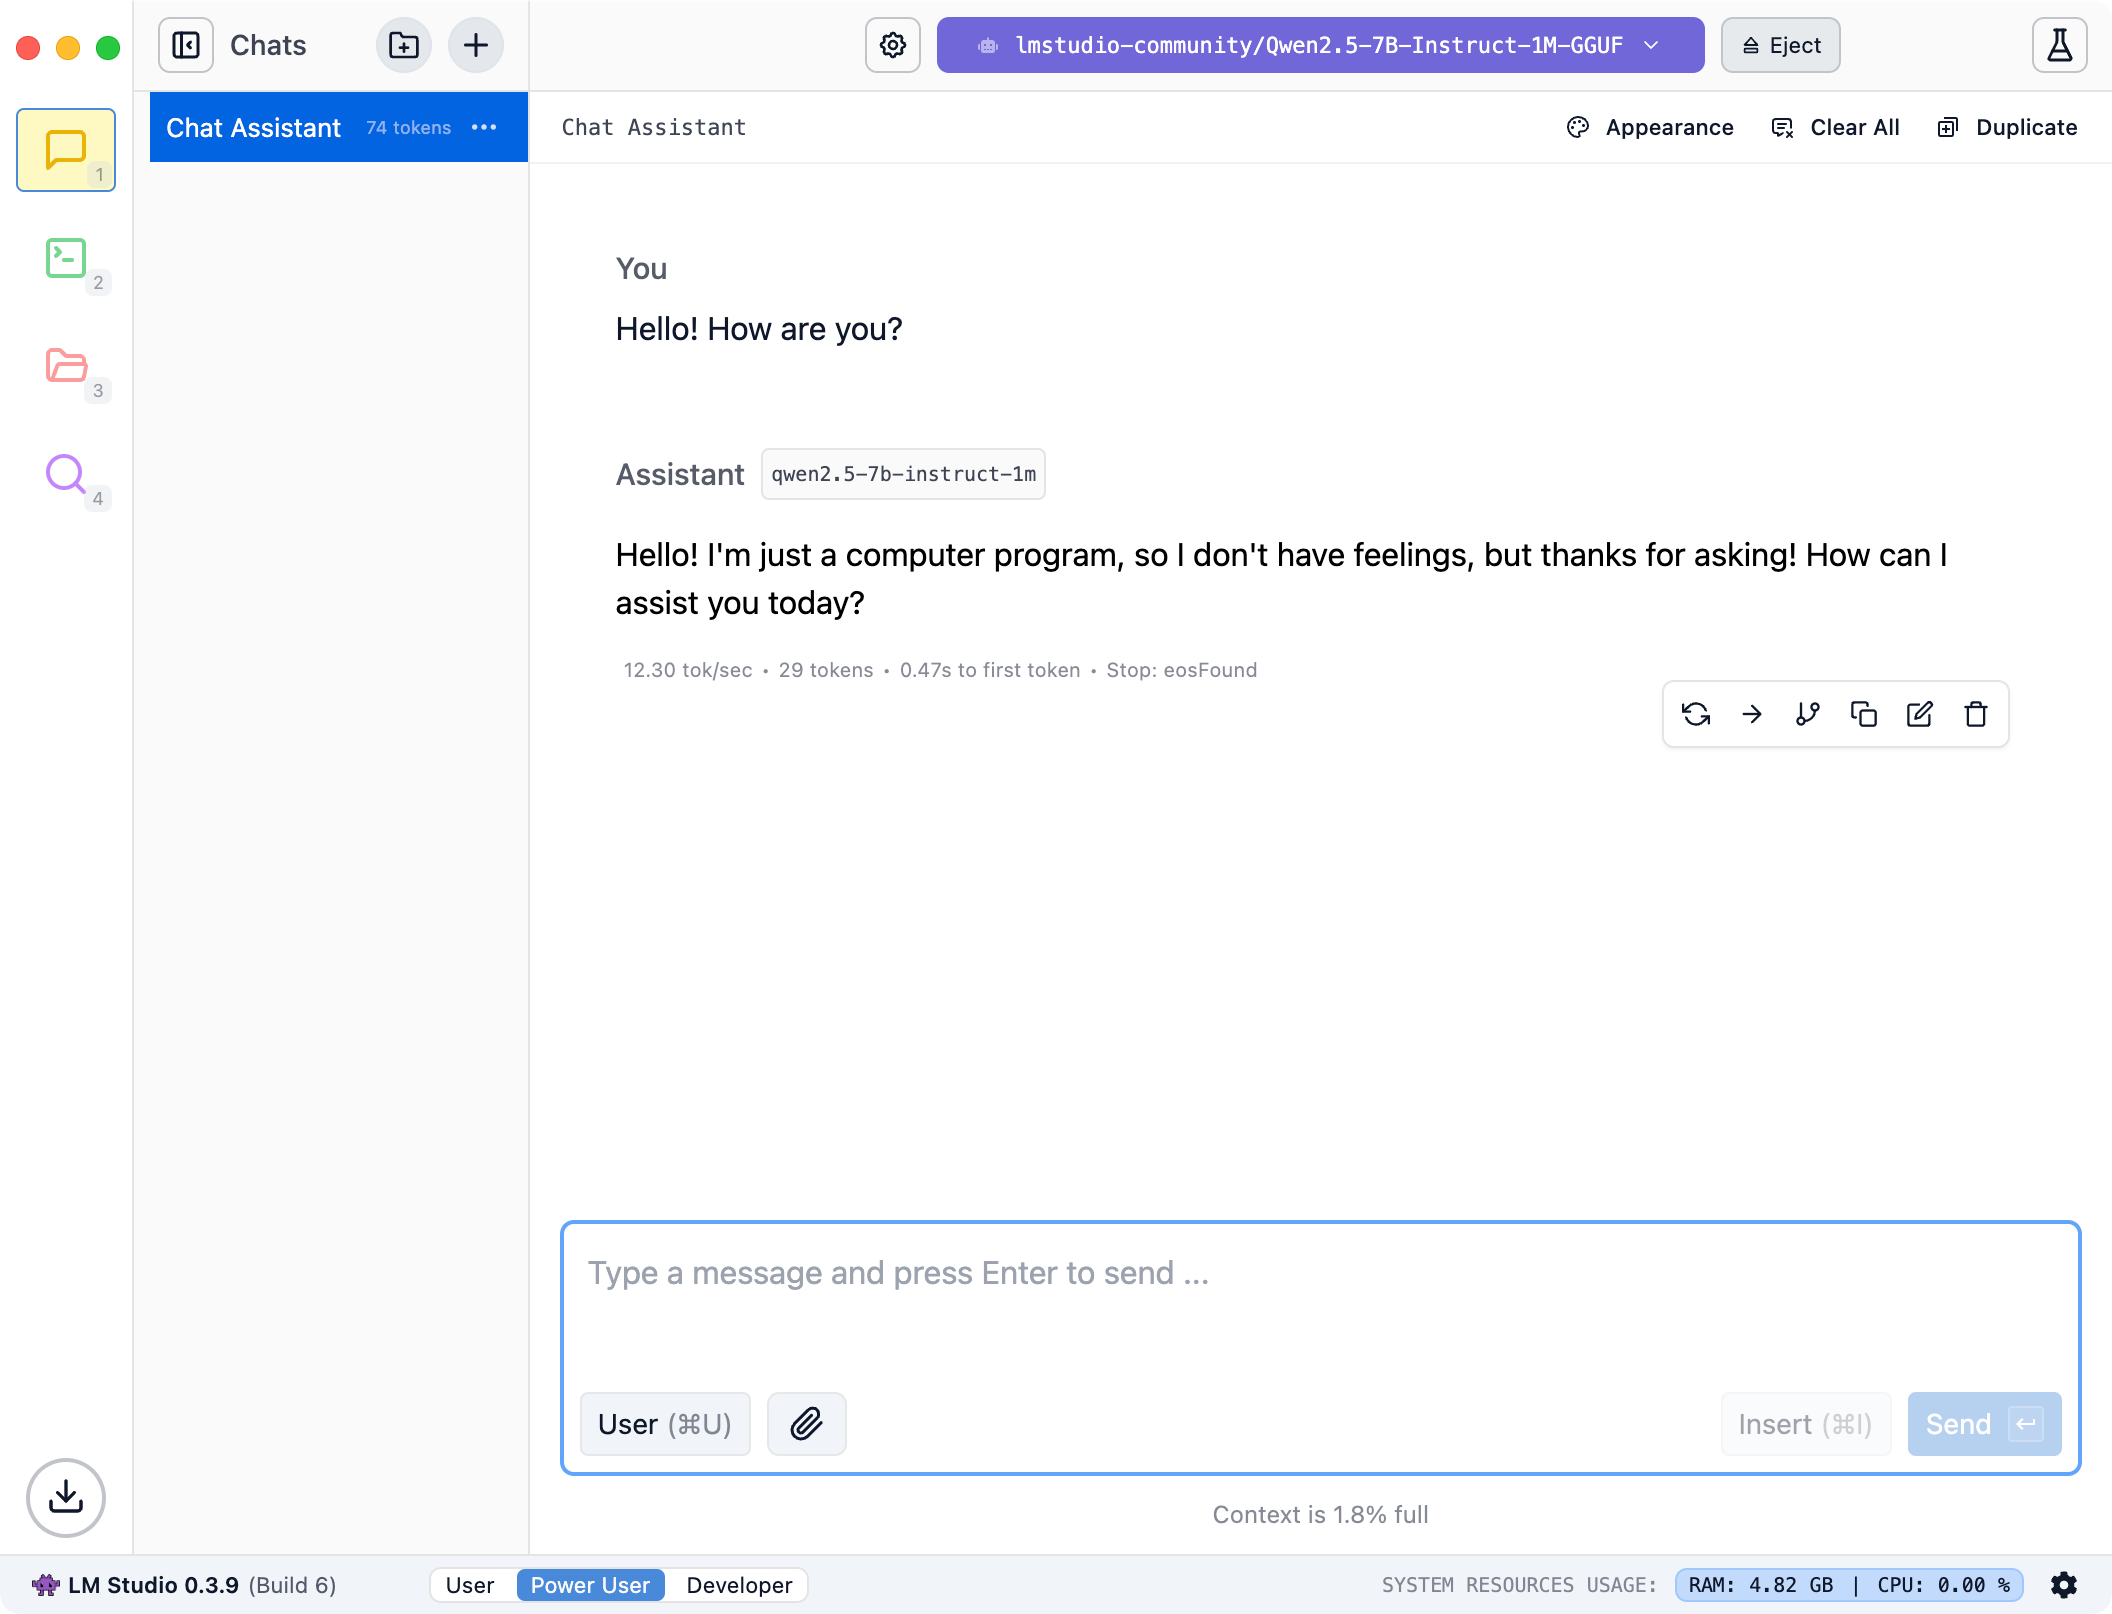 Chats
lmstudio-community/Qwen2.5-7B-Instruct-1M-GGUF
Eject
1
2
3
4
Chat Assistant 74 tokens
Chat Assistant
Appearance
Clear All
Duplicate
You
Hello! How are you?
Assistant qwen2.5-7b-instruct-1m
Hello! I'm just a computer program, so I don't have feelings, but thanks for asking! How can I
assist you today?
12.30 tok/sec • 29 tokens • 0.47s to first token • Stop: eosFound
Type a message and press Enter to send ...
User (⌘U)
Insert (⌘I)
Send
Context is 1.8% full
LM Studio 0.3.9 (Build 6)
User
Power User
Developer
SYSTEM RESOURCES USAGE: RAM: 4.82 GB | CPU: 0.00 %